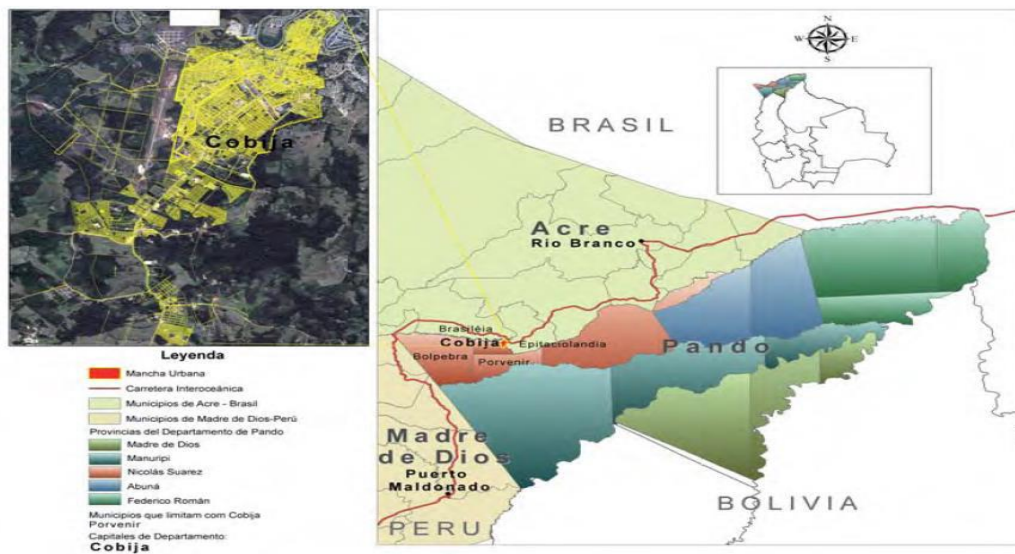 Cobija
Leyenda
Mancha Urbana
Carretera Interoceánica
Municipios de Acre - Brasil
Municipios de Madre de Dios-Perú
Provincias del Departamento de Pando
Madre de Dios
Manuripi
Nicolás Suarez
Abuná
Federico Román
Municipios que limitam com Cobija
Porvenir
Capitales de Departamento:
Cobija
N
W E
S
BRASIL
Acre
Rio Branco
Brasiléia
Cobija
Epitaciolandia
Bolpebra
Porvenir
Pando
Madre
de Dios
Puerto
Maldonado
PERU
BOLIVIA